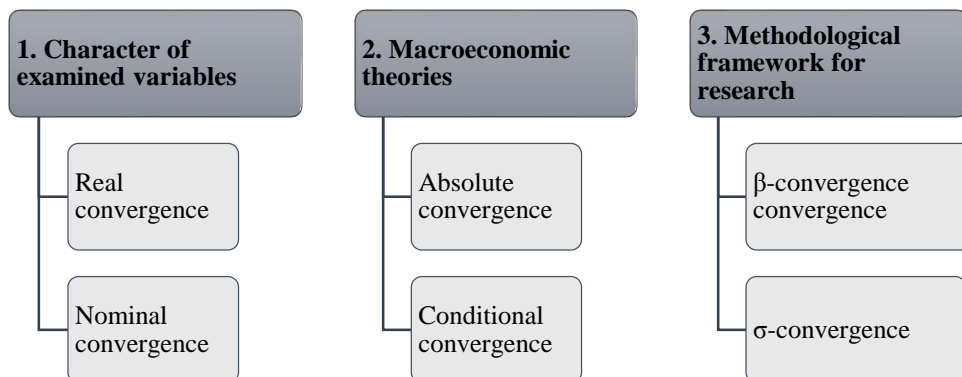 1. Character of
examined variables
Real
convergence
Nominal
convergence
2. Macroeconomic
theories
Absolute
convergence
Conditional
convergence
3. Methodological
framework for
research
β-convergence
convergence
σ-convergence